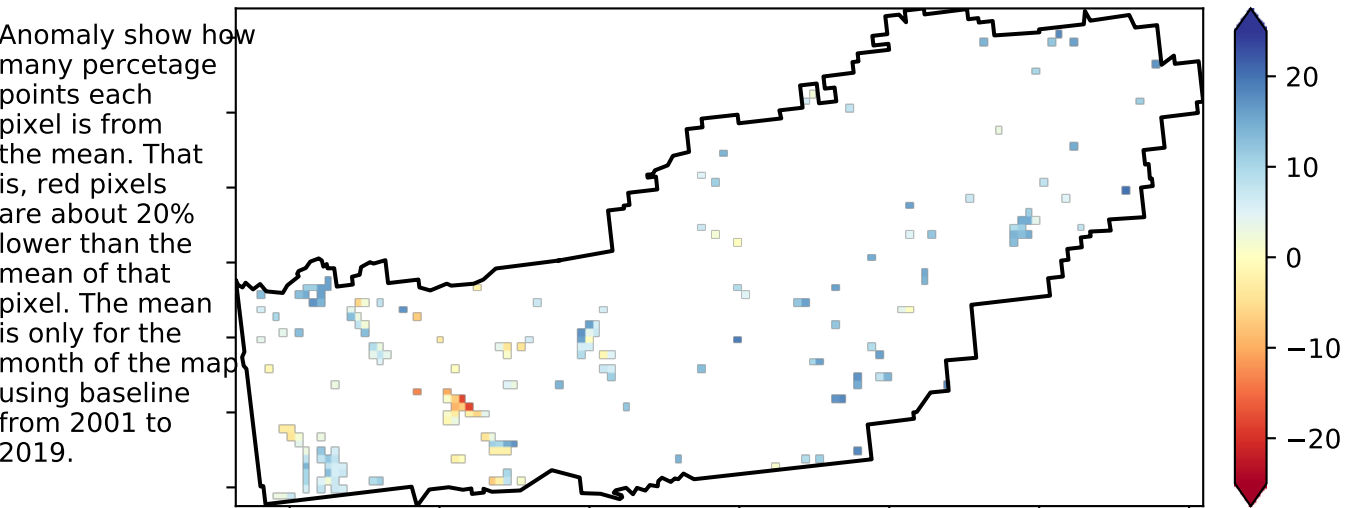 Anomaly show how
many percetage
points each
pixel is from
the mean. That
is, red pixels
are about 20%
lower than the
mean of that
pixel. The mean
is only for the
month of the map
using baseline
from 2001 to
2019.
20
10
0
−10
−20